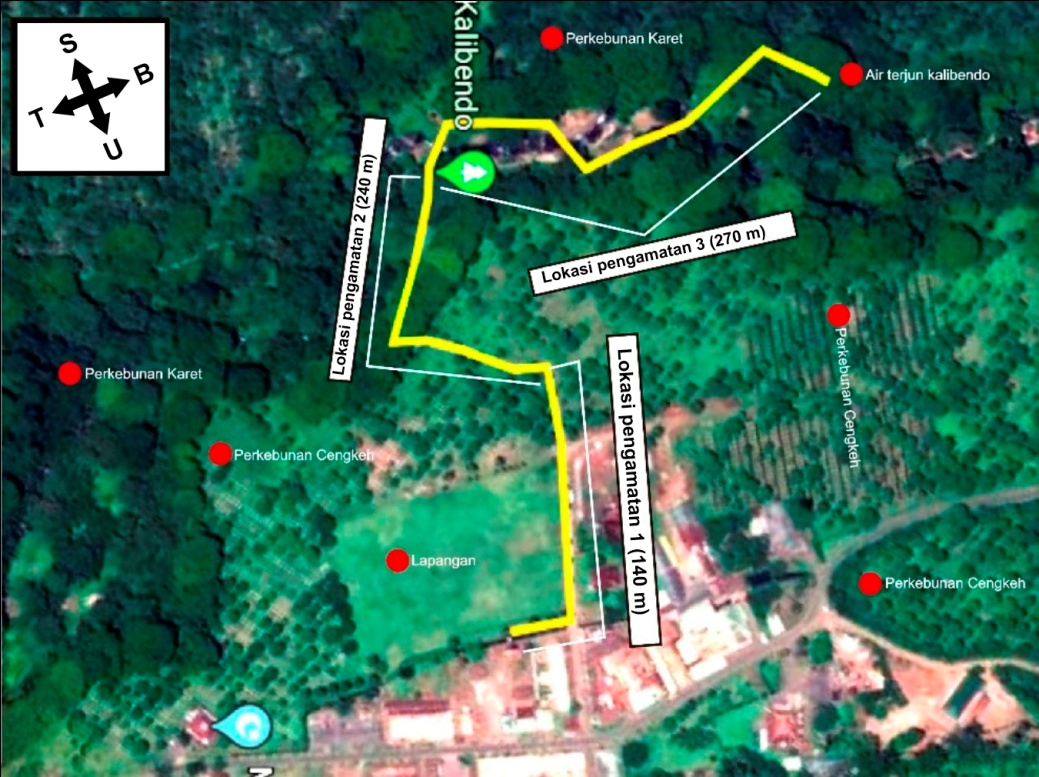 S
B
T
U
Kalibendo
Perkebunan Karet
Air terjun kalibendo
Lokasi pengamatan 2 (240 m)
Lokasi pengamatan 3 (270 m)
Perkebunan Cengkeh
Lokasi pengamatan 1 (140 m)
Perkebunan Karet
Perkebunan Cengkeh
Lapangan
Perkebunan Cengkeh